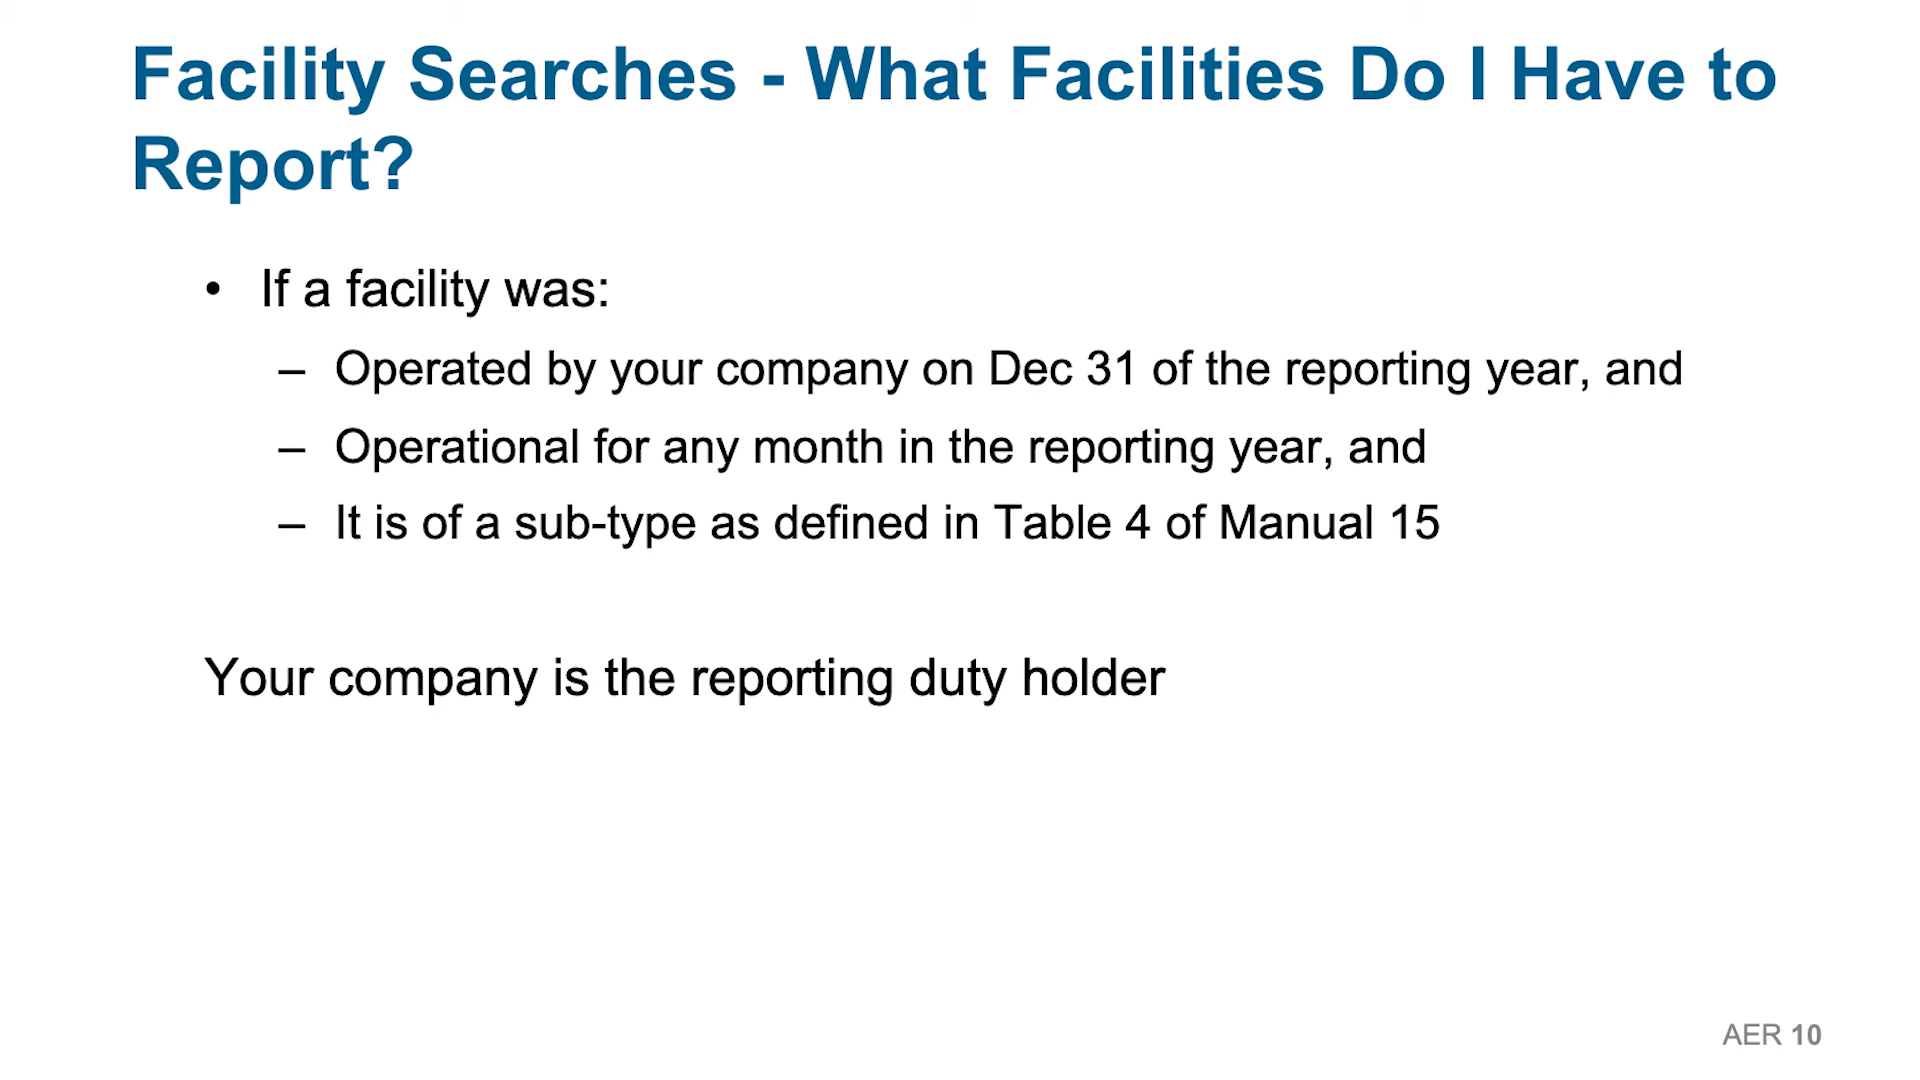 Facility Searches - What Facilities Do I Have to
Report?
• If a facility was:
– Operated by your company on Dec 31 of the reporting year, and
– Operational for any month in the reporting year, and
– It is of a sub-type as defined in Table 4 of Manual 15
Your company is the reporting duty holder
AER 10